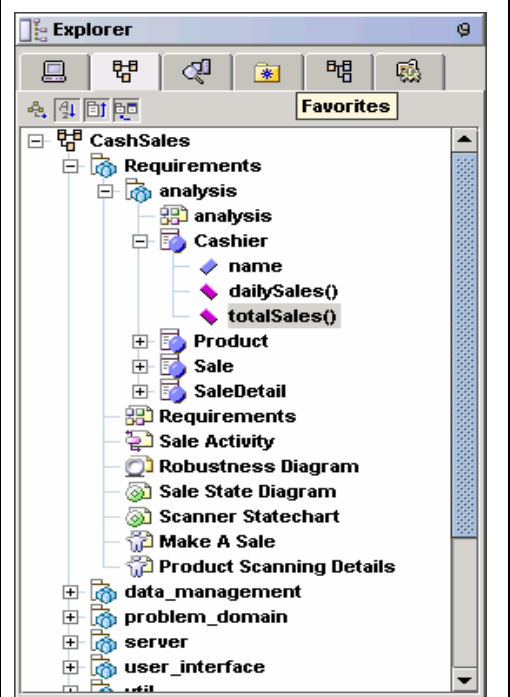 Explorer
Favorites
CashSales
Requirements
analysis
analysis
Cashier
name
dailySales()
totalSales()
Product
Sale
SaleDetail
Requirements
Sale Activity
Robustness Diagram
Sale State Diagram
Scanner Statechart
Make A Sale
Product Scanning Details
data_management
problem_domain
server
user_interface